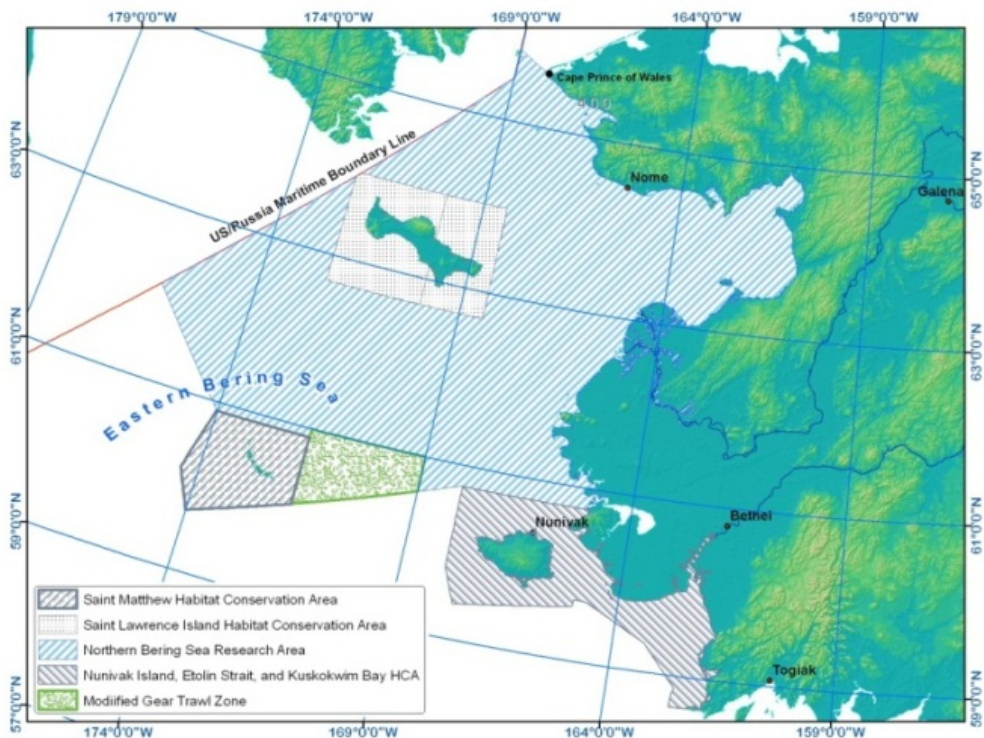 179°0'0"W 174°0'0"W 169°0'0"W 164°0'0"W 159°0'0"W
Cape Prince of Wales
63°0'0"N
65°0'0"N
US/Russia Maritime Boundary Line
Nome
Galena
61°0'0"N
63°0'0"N
Eastern Bering Sea
59°0'0"N
Nunivak
Bethel
61°0'0"N
Saint Matthew Habitat Conservation Area
Saint Lawrence Island Habitat Conservation Area
Northern Bering Sea Research Area
Nunivak Island, Etolin Strait, and Kuskokwim Bay HCA
Modiified Gear Trawl Zone
Togiak
57°0'0"N
59°0'0"N
174°0'0"W 169°0'0"W 164°0'0"W 159°0'0"W